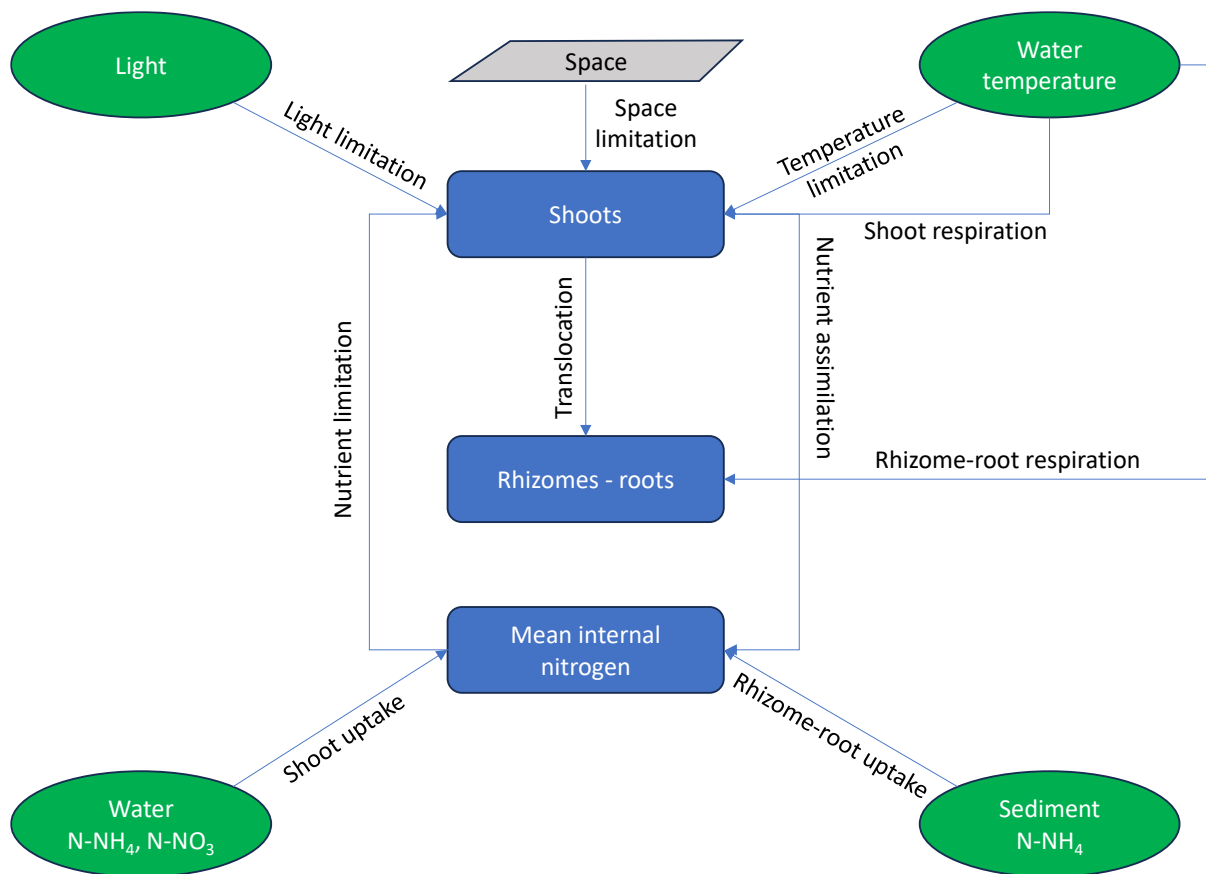 Light
Space
Water
temperature
Light limitation
Space
limitation
Temperature
limitation
Shoots
Shoot respiration
Nutrient limitation
Translocation
Nutrient assimilation
Rhizomes - roots
Rhizome-root respiration
Mean internal
nitrogen
Shoot uptake
Rhizome-root uptake
Water
N-NH₄, N-NO₃
Sediment
N-NH₄